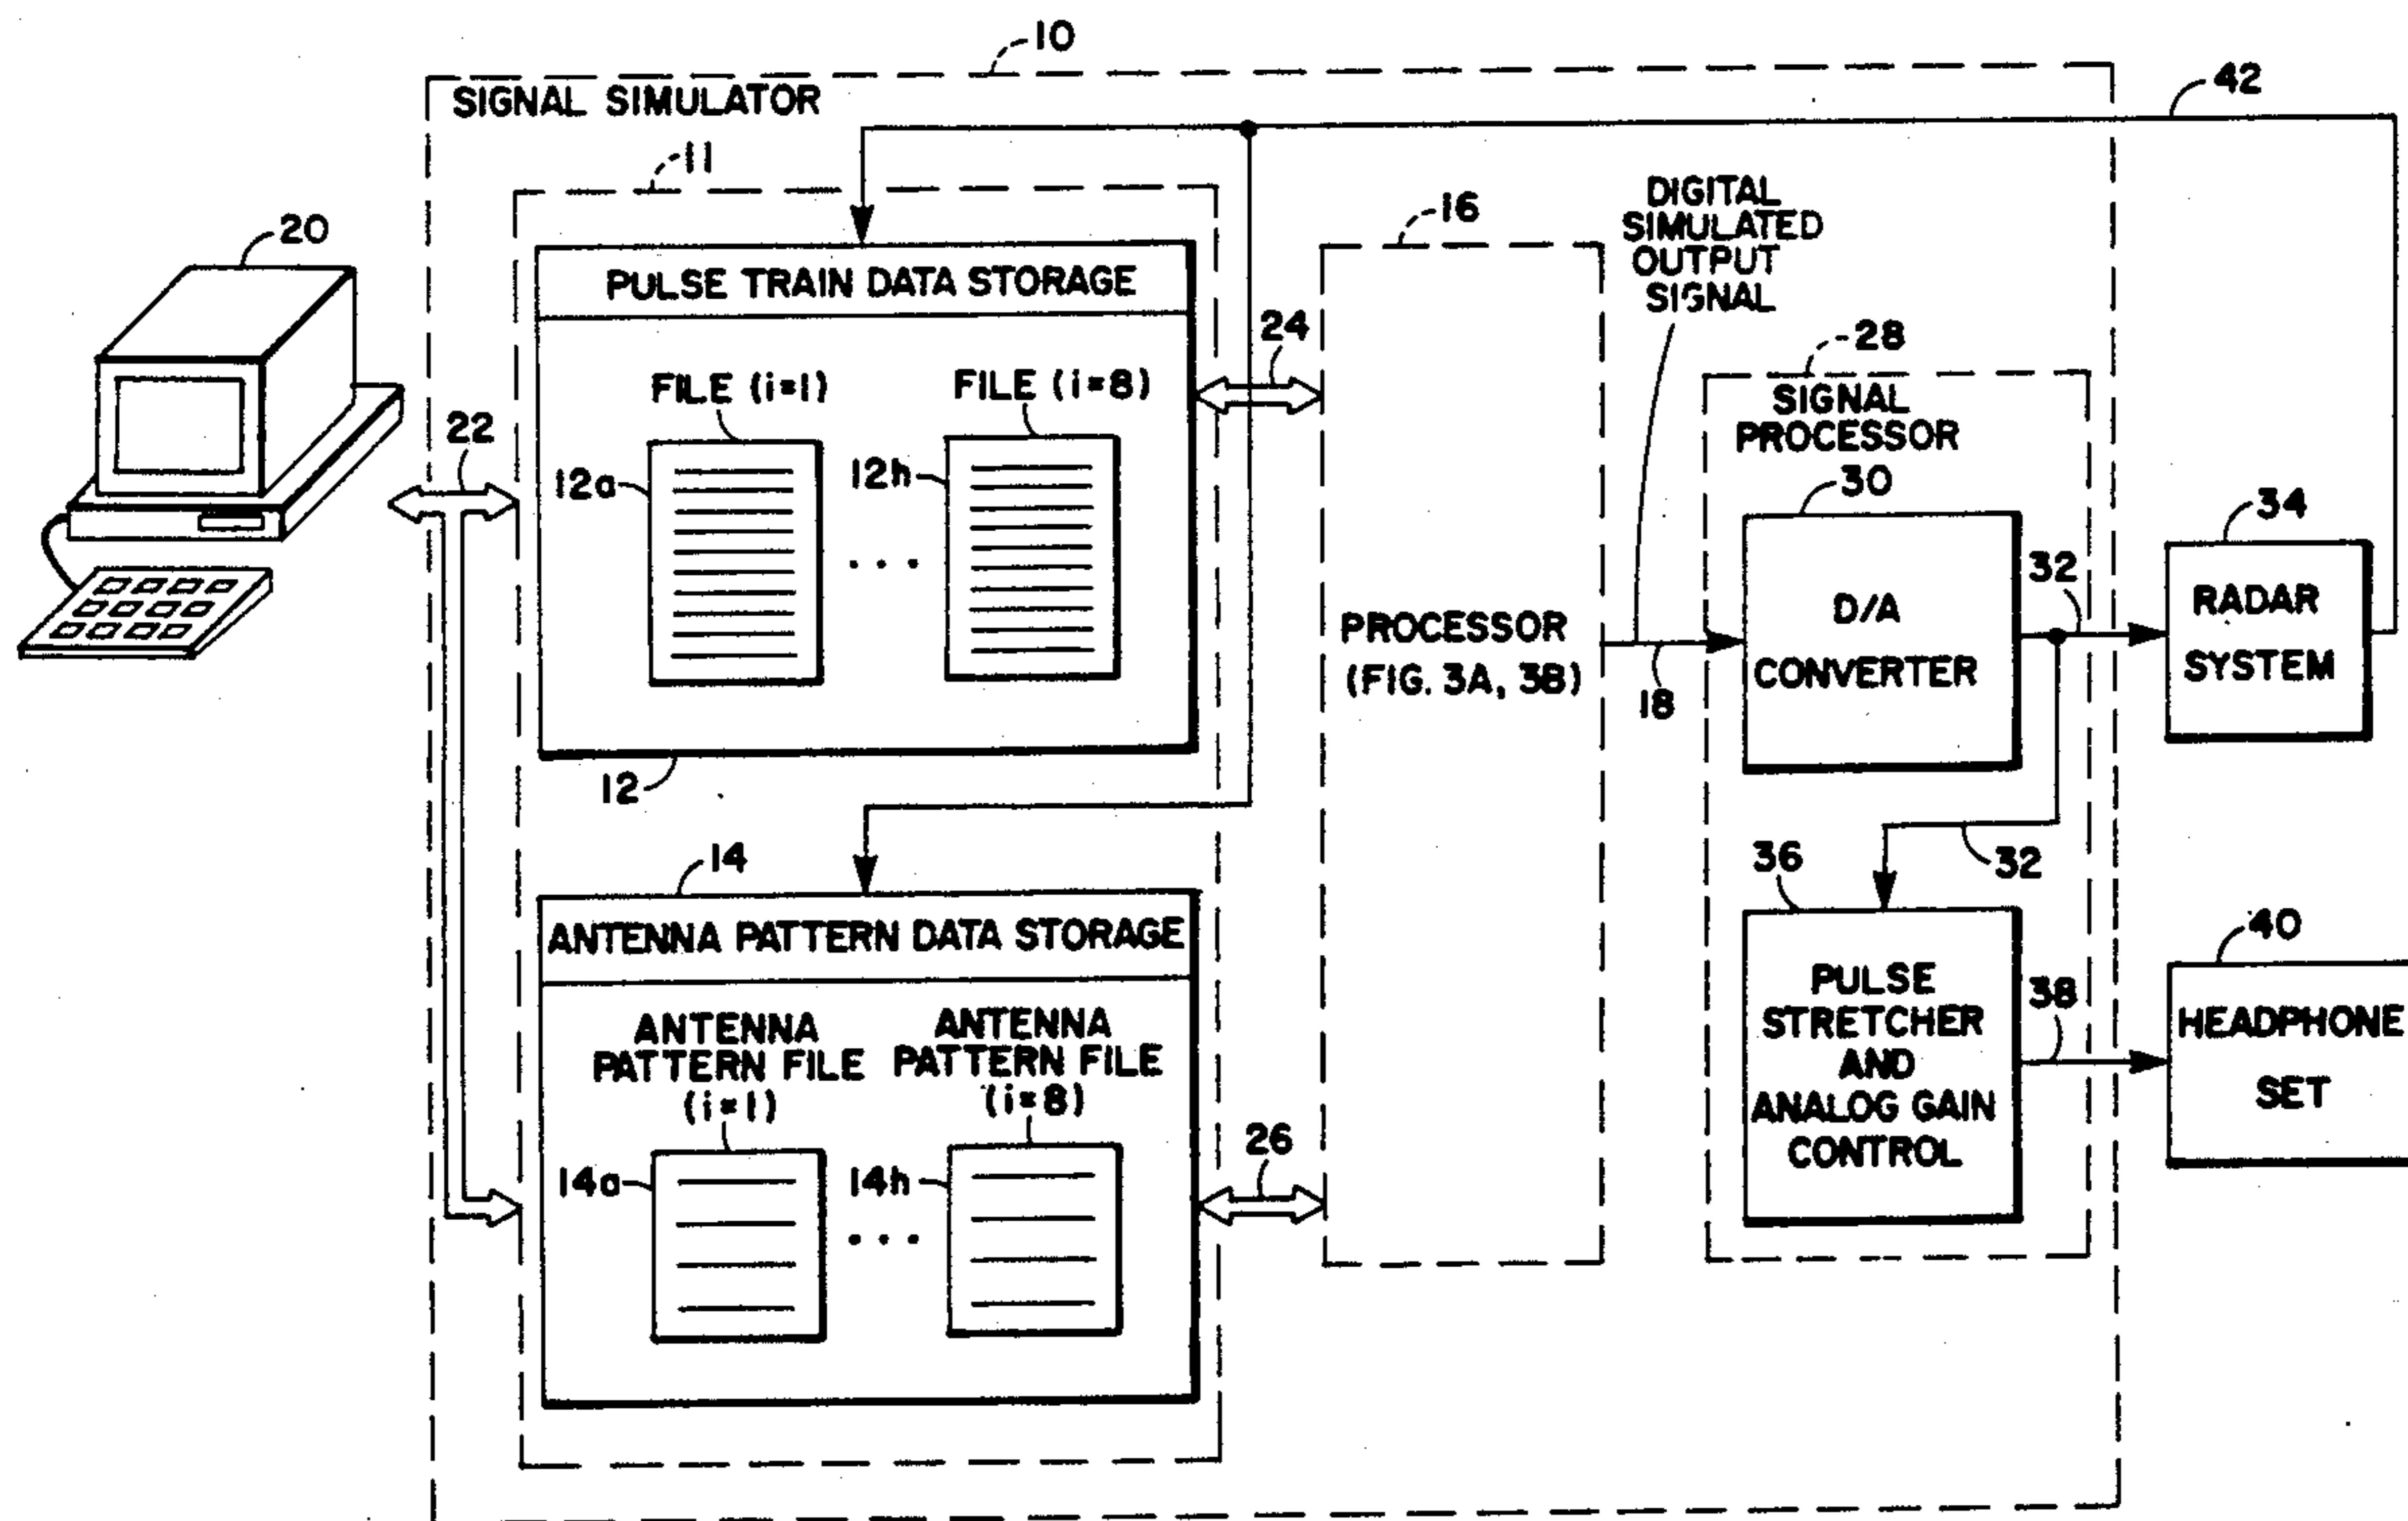 10
SIGNAL SIMULATOR
42
11
20
16
DIGITAL
SIMULATED
OUTPUT
SIGNAL
PULSE TRAIN DATA STORAGE
24
28
SIGNAL
PROCESSOR
FILE (i=1)
FILE (i=8)
22
12a
12h
...
30
D/A
CONVERTER
32
34
RADAR
SYSTEM
PROCESSOR
(FIG. 3A, 3B)
18
12
14
36
32
ANTENNA PATTERN DATA STORAGE
40
ANTENNA
PATTERN FILE
(i=1)
ANTENNA
PATTERN FILE
(i=8)
PULSE
STRETCHER
AND
ANALOG GAIN
CONTROL
38
HEADPHONE
SET
14a
14h
...
26